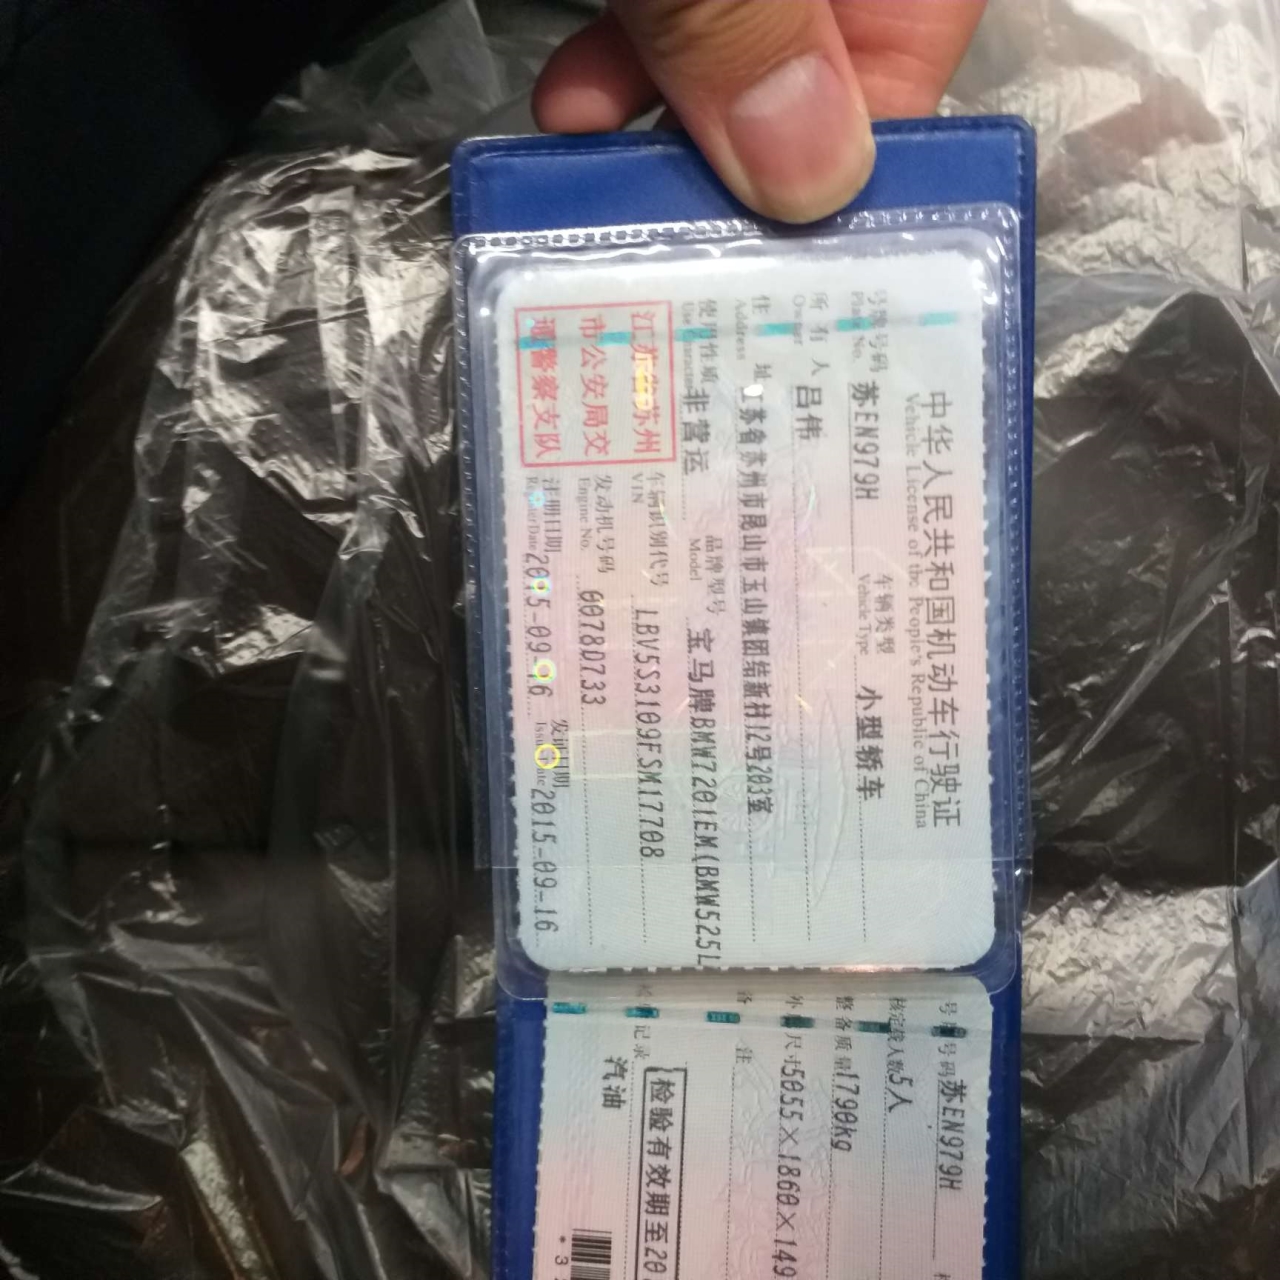 中华人民共和国机动车行驶证
Vehicle License of the People's Republic of China
号牌号码 苏EN979H 车辆类型 小型轿车
Plate No. Vehicle Type
所有人 吕伟
Owner
住址 苏省苏州市昆山市玉山镇团结新村12号203室
Address
使用性质 非营运 品牌型号 宝马牌BMW7201EM(BMW525L
Model
江苏省苏州
市公安局交
通警察支队
车辆识别代号 LBV5S3109FSM17708
VIN
发动机号码 0078D733
Engine No.
注册日期 2015-09-16 发证日期 2015-09-16
号牌号码 苏EN979H
核定载人数 5人
整备质量 1790kg
外廓尺寸 5055×1860×149
备注
记录 检验有效期至20
汽油